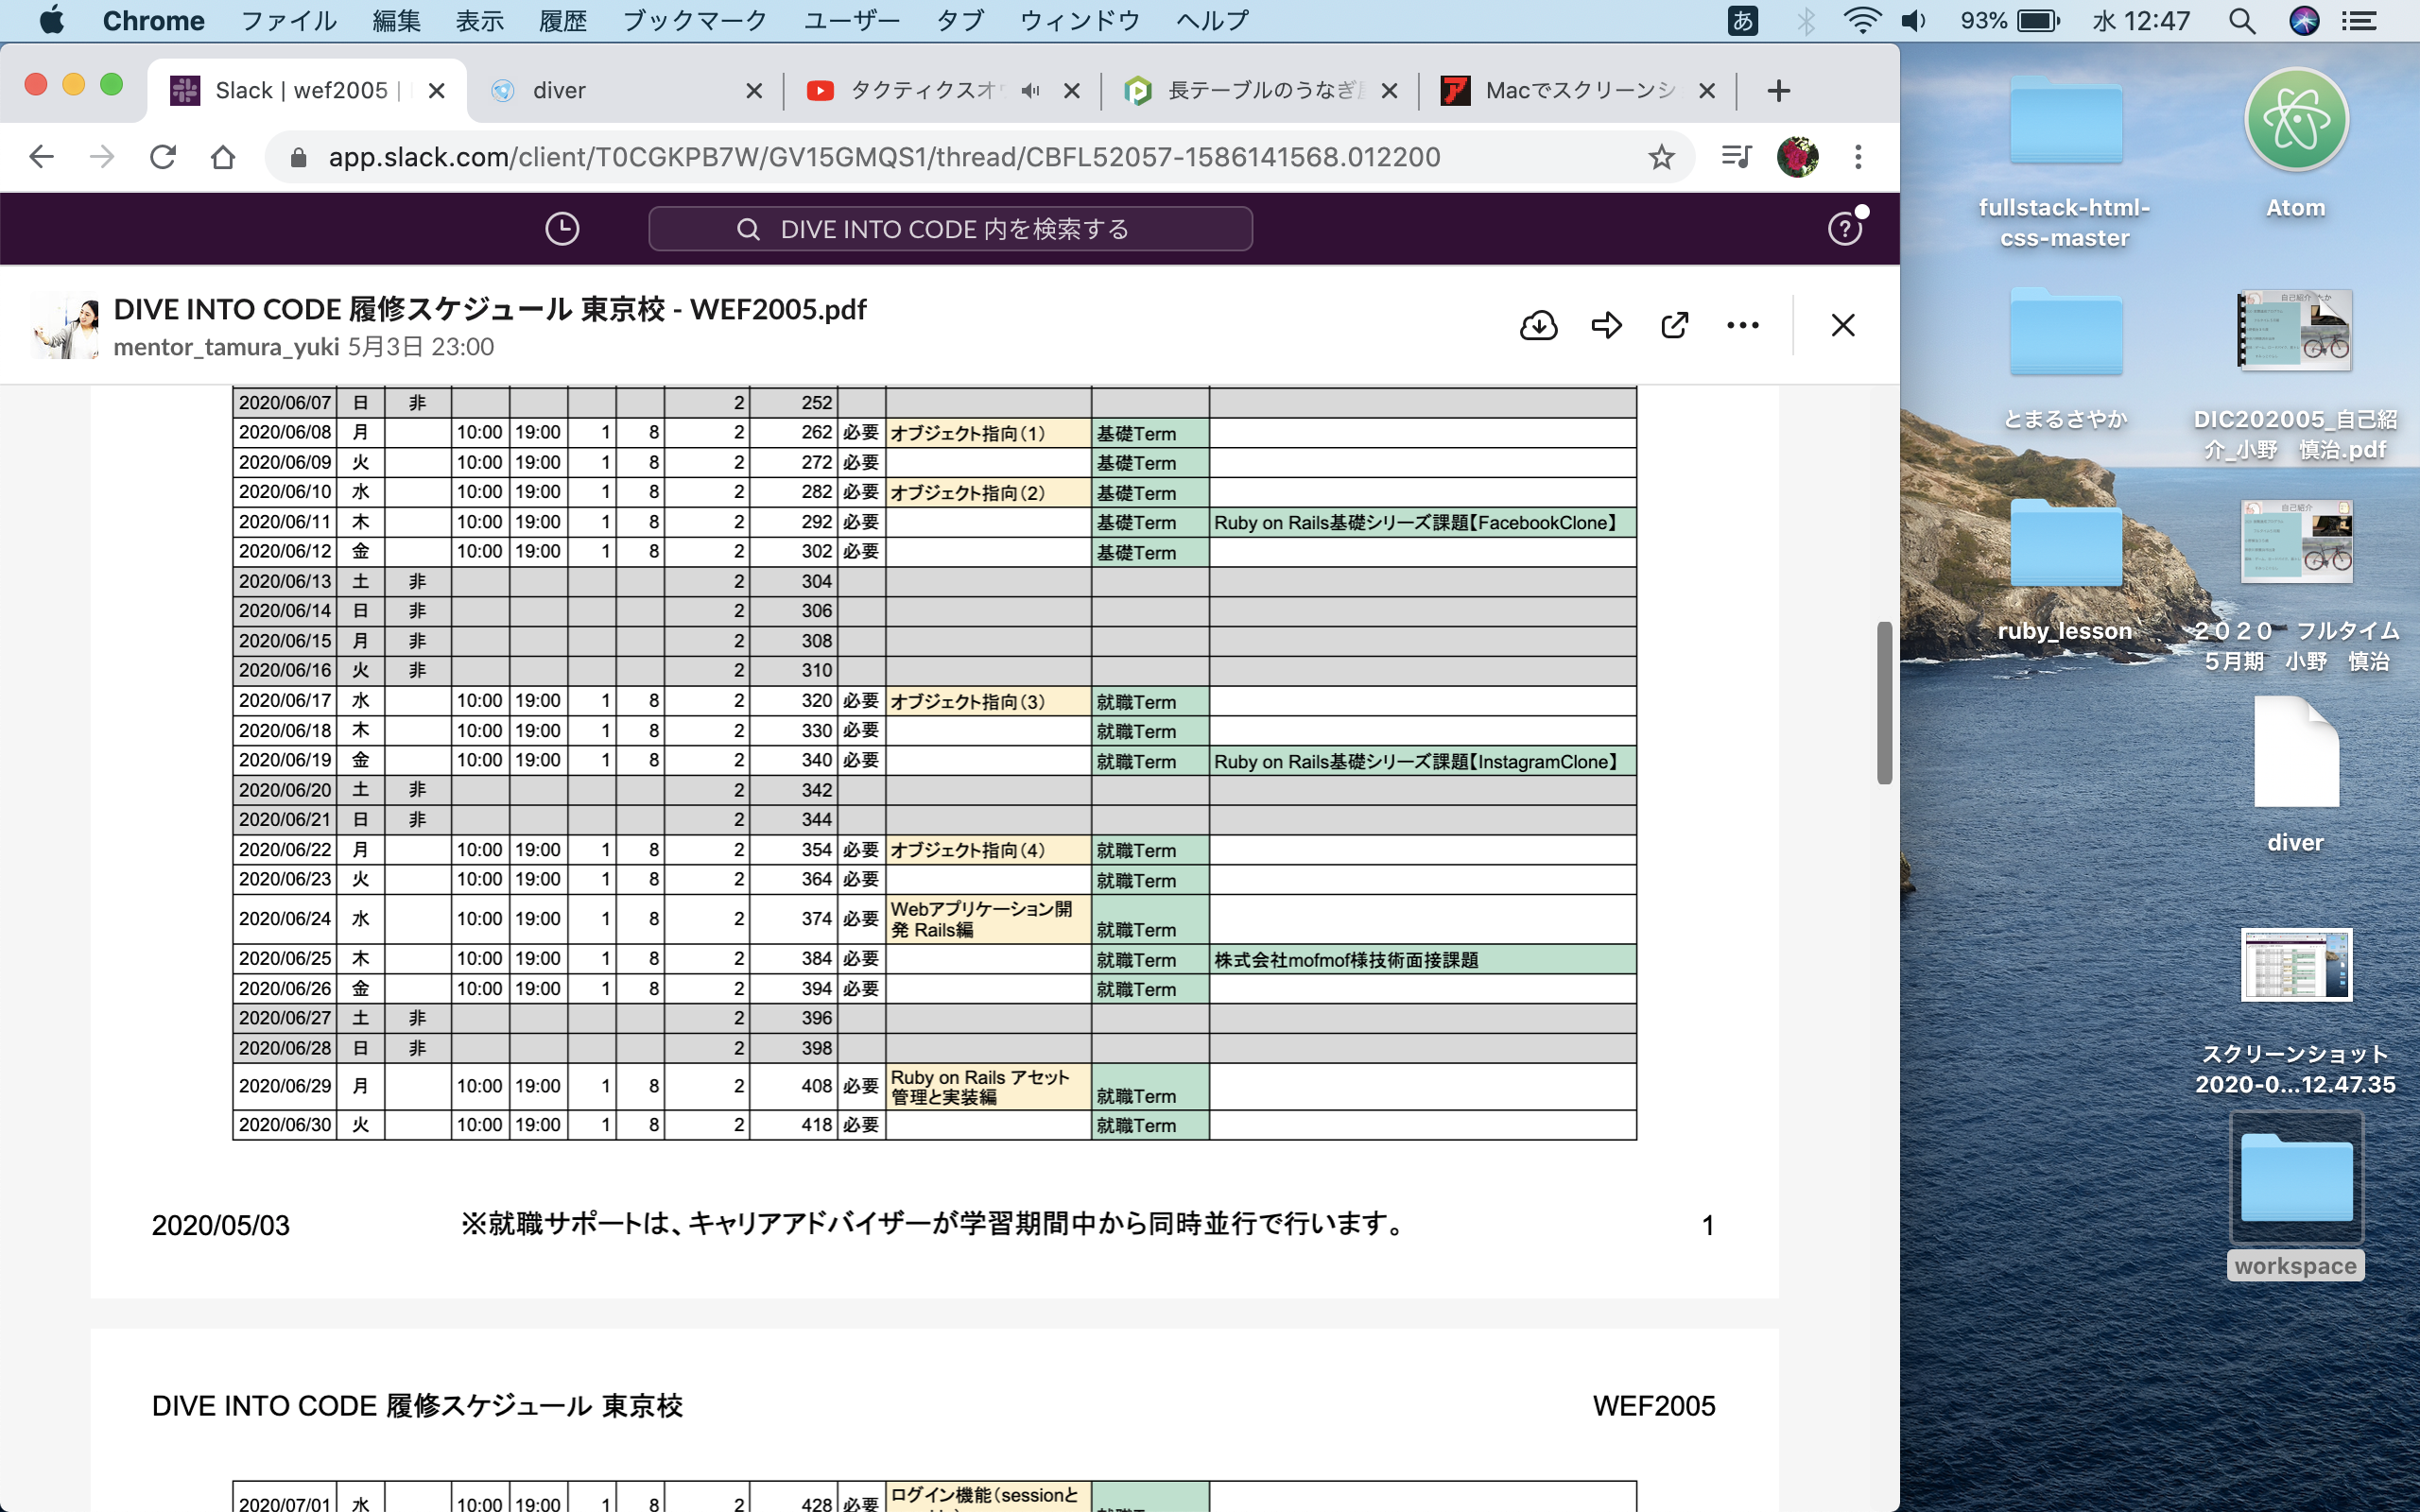 Chrome ファイル 編集 表示 履歴 ブックマーク ユーザー タブ ウィンドウ ヘルプ あ 93% 水 12:47
Slack | wef2005 | diver タクティクスオ 長テーブルのうなぎ Macでスクリーンシ
app.slack.com/client/T0CGKPB7W/GV15GMQS1/thread/CBFL52057-1586141568.012200
DIVE INTO CODE 内を検索する
DIVE INTO CODE 履修スケジュール 東京校 - WEF2005.pdf
mentor_tamura_yuki 5月3日 23:00
2020/06/07 日 非 2 252
2020/06/08 月 10:00 19:00 1 8 2 262 必要 オブジェクト指向(1) 基礎Term
2020/06/09 火 10:00 19:00 1 8 2 272 必要 基礎Term
2020/06/10 水 10:00 19:00 1 8 2 282 必要 オブジェクト指向(2) 基礎Term
2020/06/11 木 10:00 19:00 1 8 2 292 必要 基礎Term Ruby on Rails基礎シリーズ課題【FacebookClone】
2020/06/12 金 10:00 19:00 1 8 2 302 必要 基礎Term
2020/06/13 土 非 2 304
2020/06/14 日 非 2 306
2020/06/15 月 非 2 308
2020/06/16 火 非 2 310
2020/06/17 水 10:00 19:00 1 8 2 320 必要 オブジェクト指向(3) 就職Term
2020/06/18 木 10:00 19:00 1 8 2 330 必要 就職Term
2020/06/19 金 10:00 19:00 1 8 2 340 必要 就職Term Ruby on Rails基礎シリーズ課題【InstagramClone】
2020/06/20 土 非 2 342
2020/06/21 日 非 2 344
2020/06/22 月 10:00 19:00 1 8 2 354 必要 オブジェクト指向(4) 就職Term
2020/06/23 火 10:00 19:00 1 8 2 364 必要 就職Term
2020/06/24 水 10:00 19:00 1 8 2 374 必要 Webアプリケーション開発 Rails編 就職Term
2020/06/25 木 10:00 19:00 1 8 2 384 必要 就職Term 株式会社mofmof様技術面接課題
2020/06/26 金 10:00 19:00 1 8 2 394 必要 就職Term
2020/06/27 土 非 2 396
2020/06/28 日 非 2 398
2020/06/29 月 10:00 19:00 1 8 2 408 必要 Ruby on Rails アセット管理と実装編 就職Term
2020/06/30 火 10:00 19:00 1 8 2 418 必要 就職Term
2020/05/03 ※就職サポートは、キャリアアドバイザーが学習期間中から同時並行で行います。 1
DIVE INTO CODE 履修スケジュール 東京校 WEF2005
2020/07/01 水 10:00 19:00 1 8 2 428 必要 ログイン機能(sessionと
fullstack-html-
css-master
Atom
とまるさやか
DIC202005_自己紹
介_小野 慎治.pdf
ruby_lesson
2020 フルタイム
5月期 小野 慎治
diver
スクリーンショット
2020-0...12.47.35
workspace